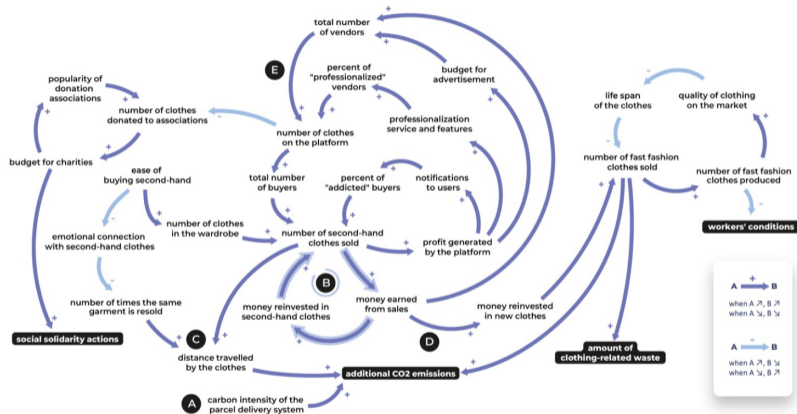 total number
of vendors
E
percent of
"professionalized"
vendors
budget for
advertisement
popularity of
donation
associations
number of clothes
donated to associations
life span
of the clothes
quality of clothing
on the market
professionalization
service and features
number of clothes
on the platform
budget for charities
ease of
buying second-hand
total number
of buyers
percent of
"addicted" buyers
notifications
to users
number of fast fashion
clothes sold
number of fast fashion
clothes produced
number of clothes
in the wardrobe
emotional connection
with second-hand clothes
number of second-hand
clothes sold
profit generated
by the platform
workers' conditions
B
money reinvested in
second-hand clothes
money earned
from sales
money reinvested
in new clothes
number of times the same
garment is resold
social solidarity actions
C
D
distance travelled
by the clothes
additional CO2 emissions
amount of
clothing-related waste
A
carbon intensity of the
parcel delivery system
+
A B
when A ↗, B ↗
when A ↘, B ↘
-
A B
when A ↗, B ↘
when A ↘, B ↗